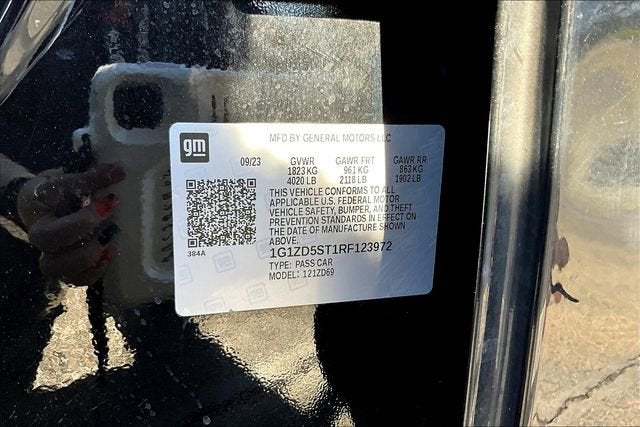 MFD BY GENERAL MOTORS LLC
gm
09/23 GVWR GAWR FRT GAWR RR
1823 KG 961 KG 863 KG
4020 LB 2118 LB 1902 LB
THIS VEHICLE CONFORMS TO ALL
APPLICABLE U.S. FEDERAL MOTOR
VEHICLE SAFETY, BUMPER, AND THEFT
PREVENTION STANDARDS IN EFFECT ON
THE DATE OF MANUFACTURE SHOWN
ABOVE.
384A
1G1ZD5ST1RF123972
TYPE: PASS CAR
MODEL: 121ZD69